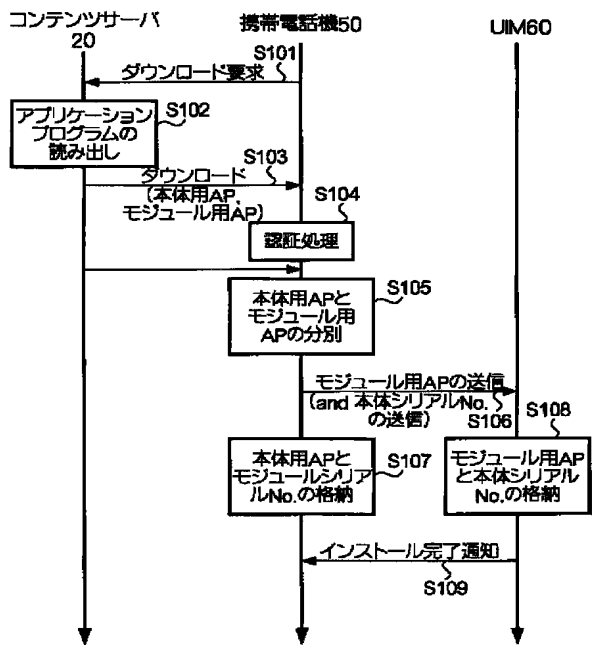 コンテンツサーバ
20
携帯電話機50
UIM60
S101
ダウンロード要求
アプリケーション
プログラムの
読み出し
S102
S103
ダウンロード
(本体用AP,
モジュール用AP)
S104
認証処理
本体用APと
モジュール用
APの分別
S105
モジュール用APの送信
(and 本体シリアルNo.
の送信)
S106
S108
本体用APと
モジュールシリア
ルNo.の格納
S107
モジュール用AP
と本体シリアル
No.の格納
インストール完了通知
S109